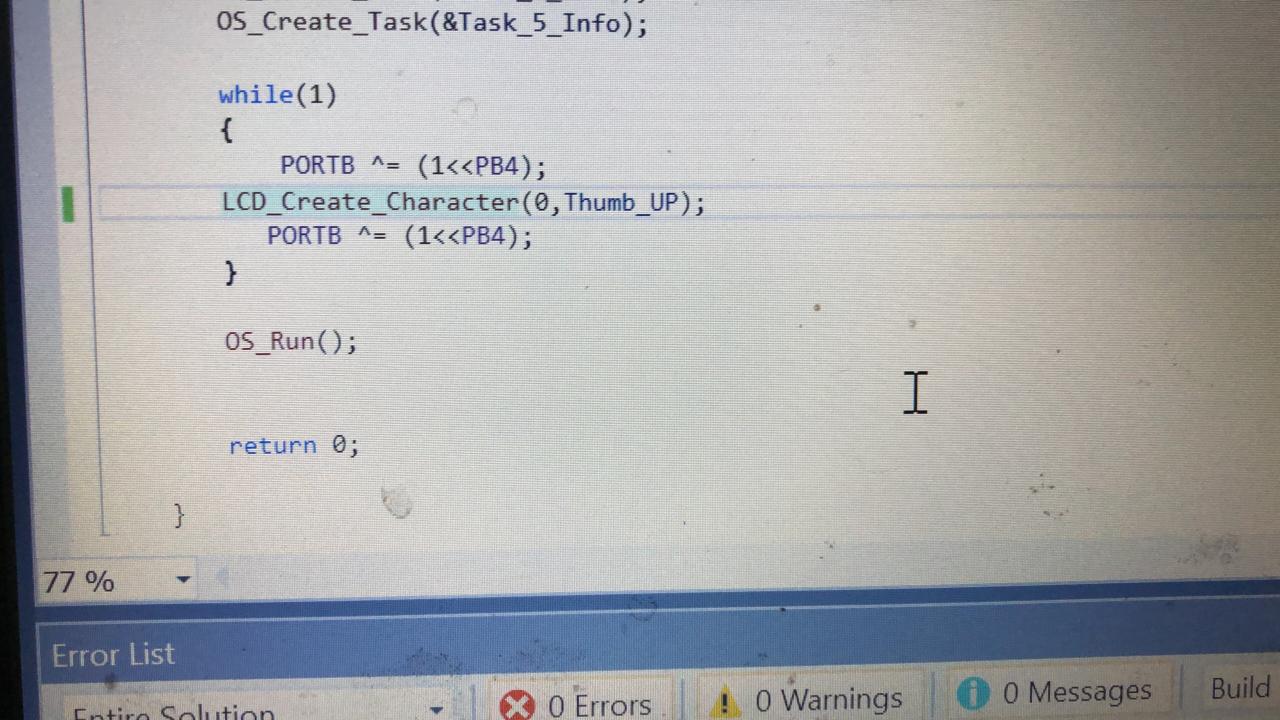 OS_Create_Task(&Task_5_Info);
while(1)
{
PORTB ^= (1<<PB4);
LCD_Create_Character(0,Thumb_UP);
PORTB ^= (1<<PB4);
}
OS_Run();
return 0;
}
77 %
Error List
Entire Solution
0 Errors
0 Warnings
0 Messages
Build